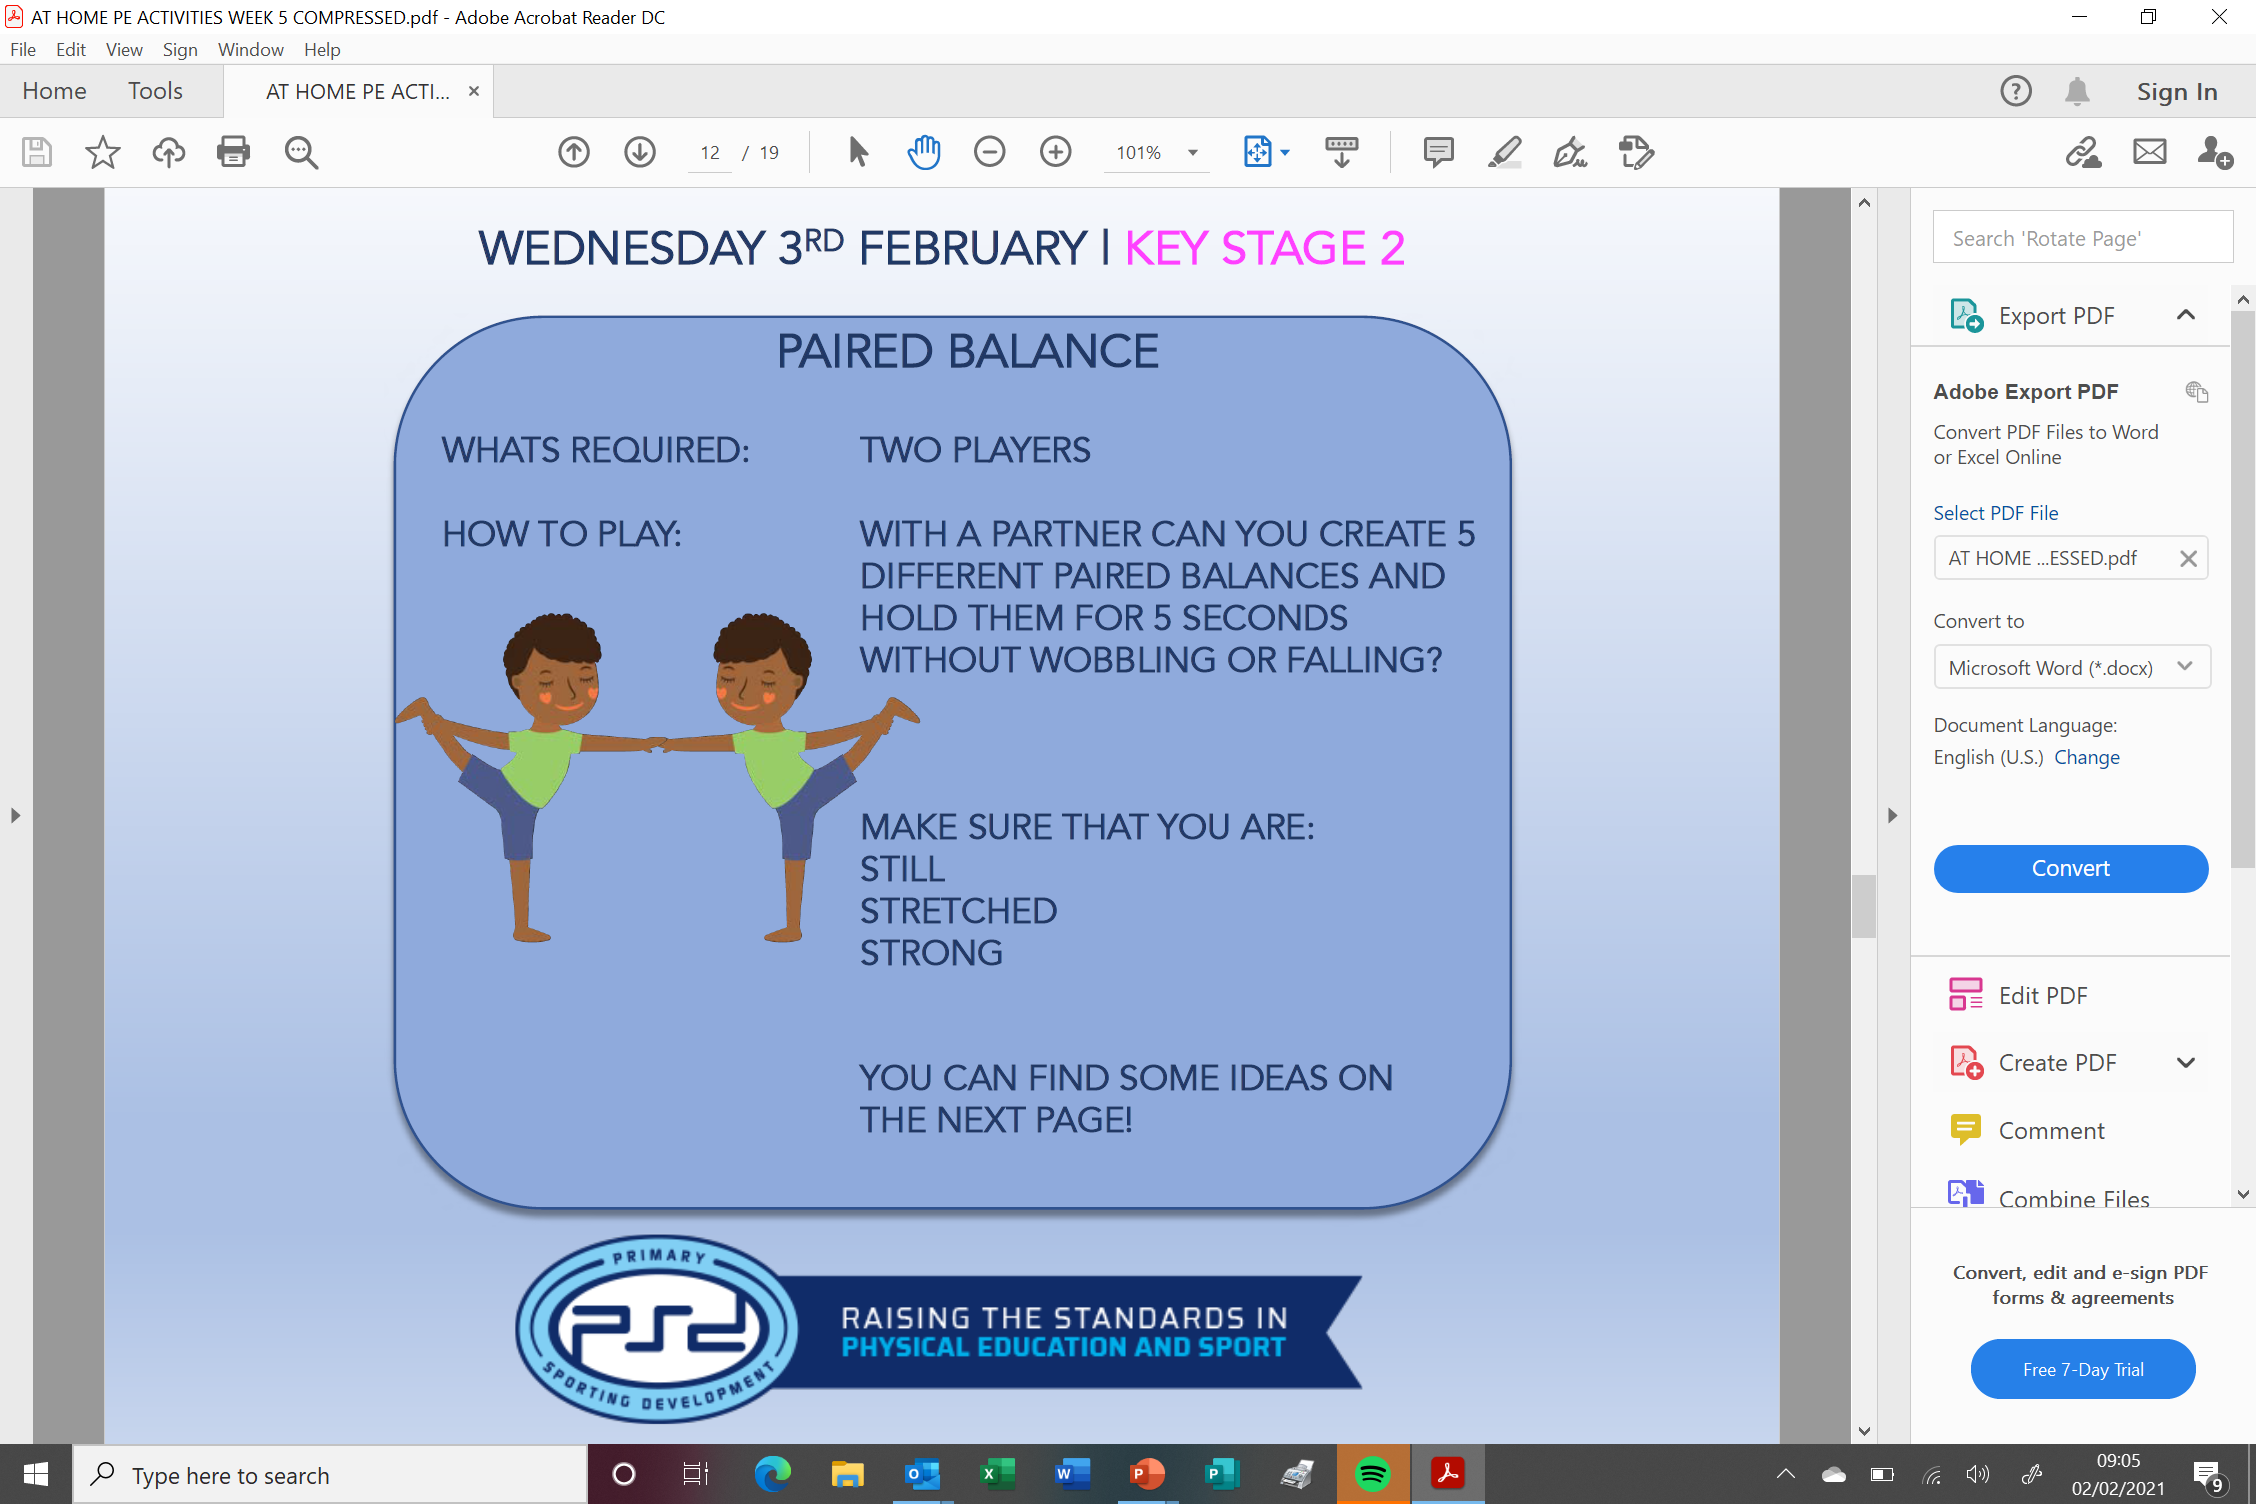 AT HOME PE ACTIVITIES WEEK 5 COMPRESSED.pdf - Adobe Acrobat Reader DC
File Edit View Sign Window Help
Home Tools AT HOME PE ACTI... Sign In
12 / 19 101%
WEDNESDAY 3RD FEBRUARY | KEY STAGE 2
PAIRED BALANCE
WHATS REQUIRED: TWO PLAYERS
HOW TO PLAY: WITH A PARTNER CAN YOU CREATE 5
DIFFERENT PAIRED BALANCES AND
HOLD THEM FOR 5 SECONDS
WITHOUT WOBBLING OR FALLING?
MAKE SURE THAT YOU ARE:
STILL
STRETCHED
STRONG
YOU CAN FIND SOME IDEAS ON
THE NEXT PAGE!
PRIMARY
PSD
SPORTING DEVELOPMENT
RAISING THE STANDARDS IN
PHYSICAL EDUCATION AND SPORT
Search 'Rotate Page'
Export PDF
Adobe Export PDF
Convert PDF Files to Word
or Excel Online
Select PDF File
AT HOME ...ESSED.pdf
Convert to
Microsoft Word (*.docx)
Document Language:
English (U.S.) Change
Convert
Edit PDF
Create PDF
Comment
Combine Files
Convert, edit and e-sign PDF
forms & agreements
Free 7-Day Trial
Type here to search
09:05
02/02/2021
9